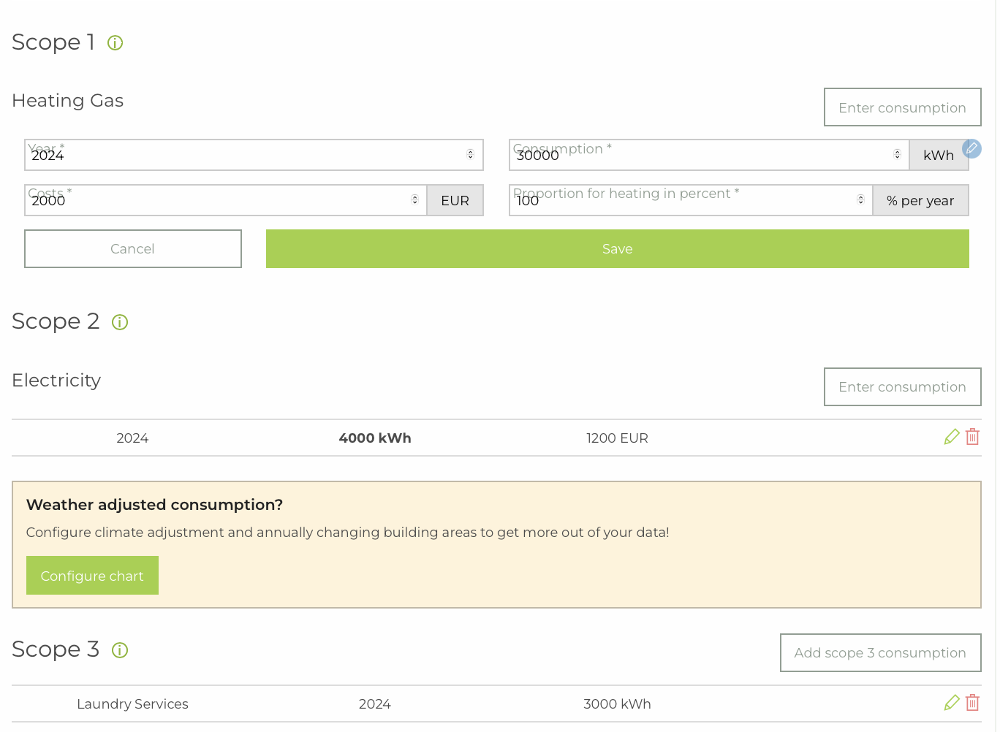 Scope 1
Heating Gas
Enter consumption
Year *
2024
Consumption *
30000
kWh
Costs *
2000
EUR
Proportion for heating in percent *
100
% per year
Cancel
Save
Scope 2
Electricity
Enter consumption
2024 4000 kWh 1200 EUR
Weather adjusted consumption?
Configure climate adjustment and annually changing building areas to get more out of your data!
Configure chart
Scope 3
Add scope 3 consumption
Laundry Services 2024 3000 kWh